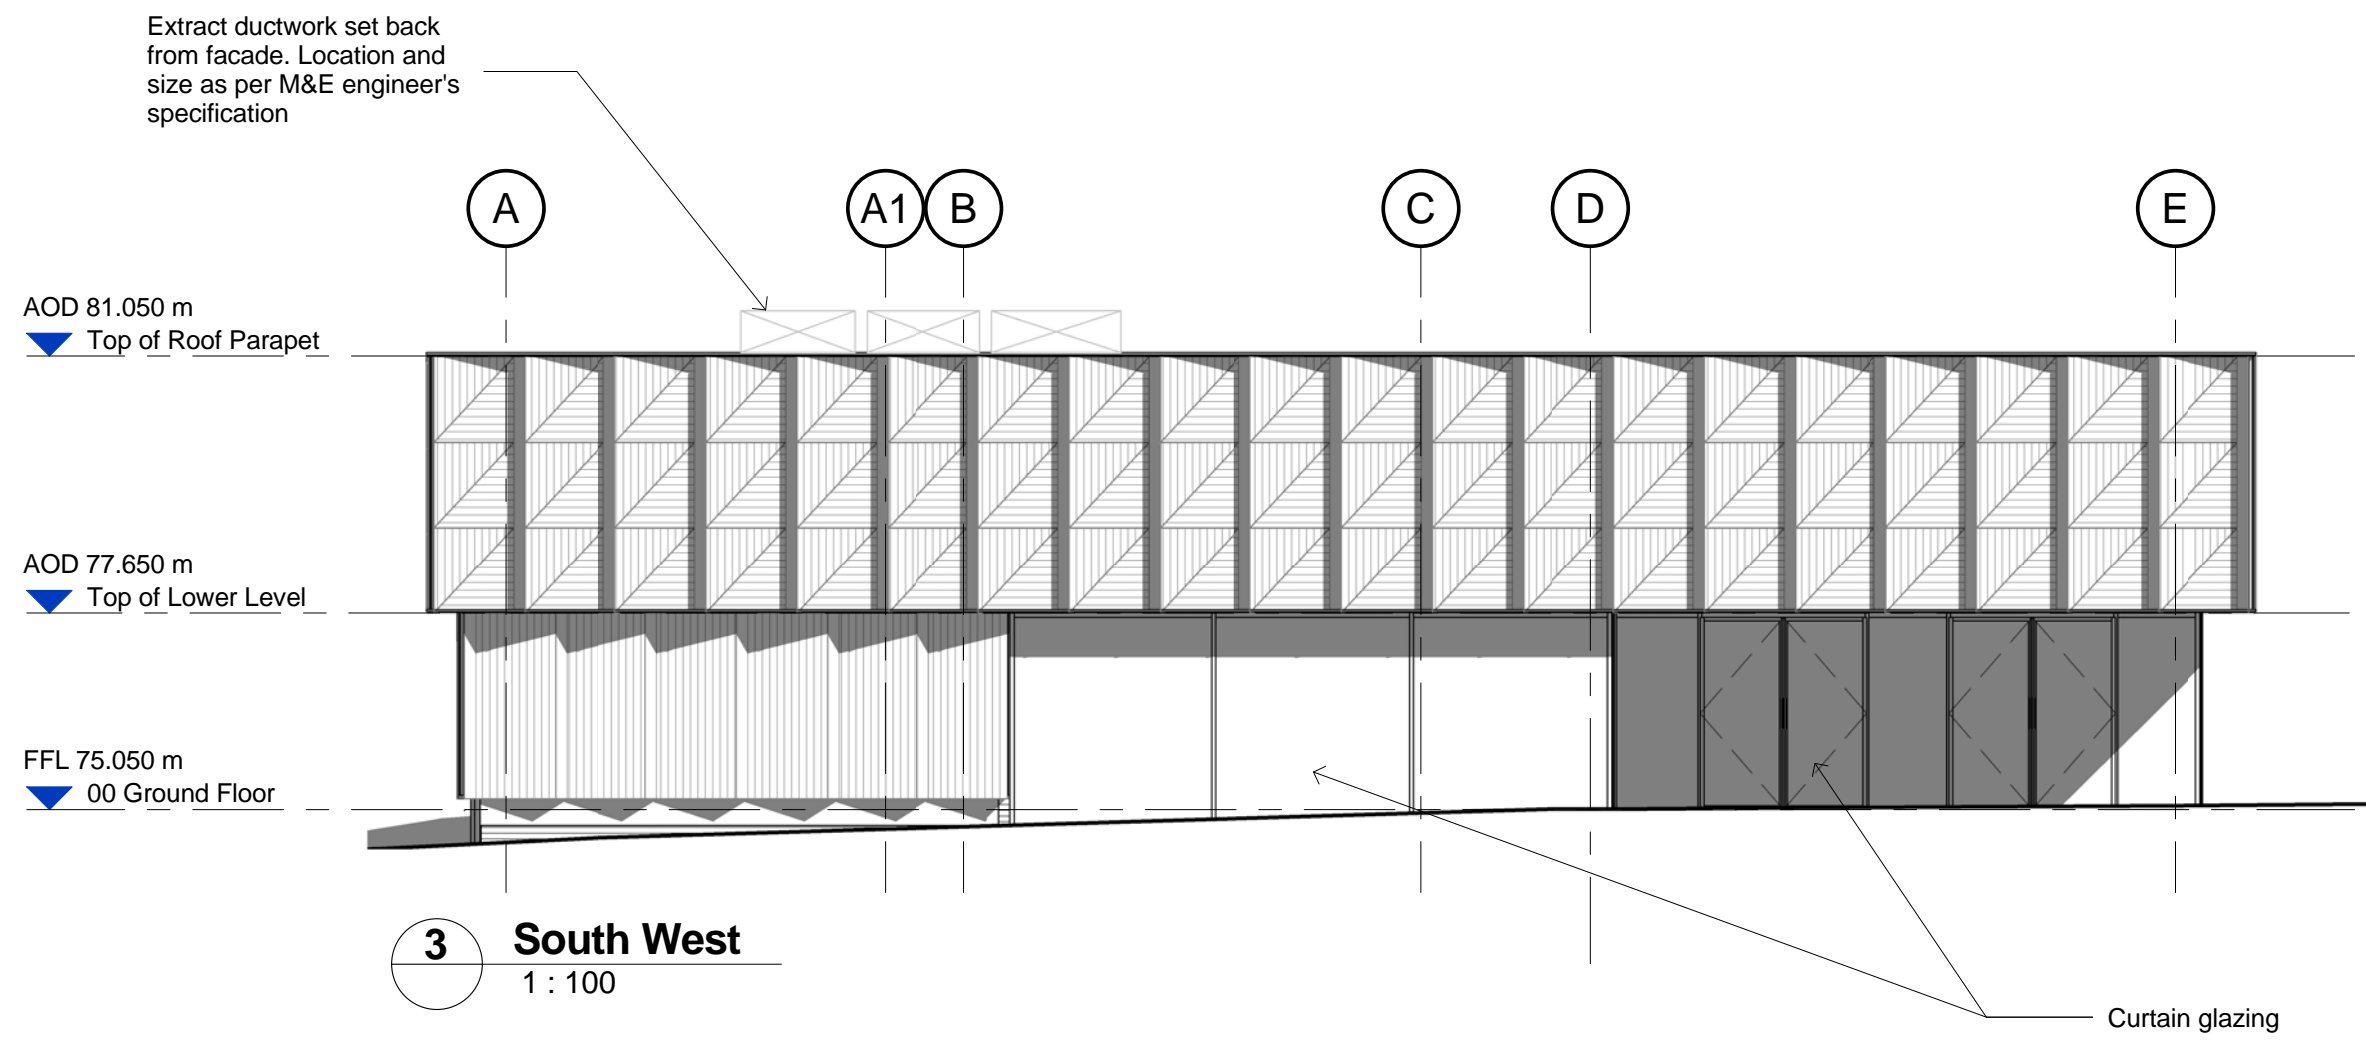 Extract ductwork set back
from facade. Location and
size as per M&E engineer's
specification
A
A1
B
C
D
E
AOD 81.050 m
Top of Roof Parapet
AOD 77.650 m
Top of Lower Level
FFL 75.050 m
00 Ground Floor
3
South West
1 : 100
Curtain glazing